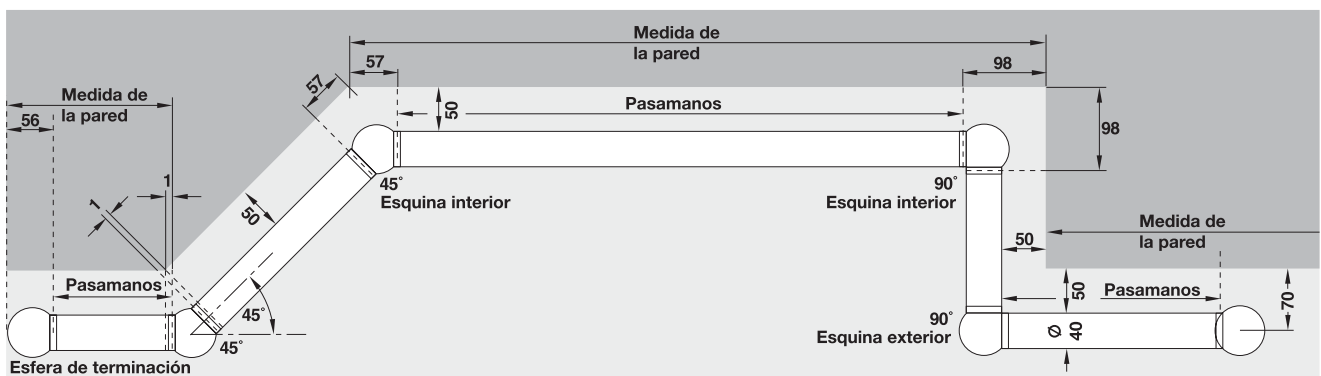 Medida de
la pared
57
98
57
Medida de
la pared
56
50
Pasamanos
98
1
1
50
45°
Esquina interior
90°
Esquina interior
Medida de
la pared
50
Pasamanos
45°
45°
50
Pasamanos
70
90°
Esquina exterior
Ø
40
Esfera de terminación